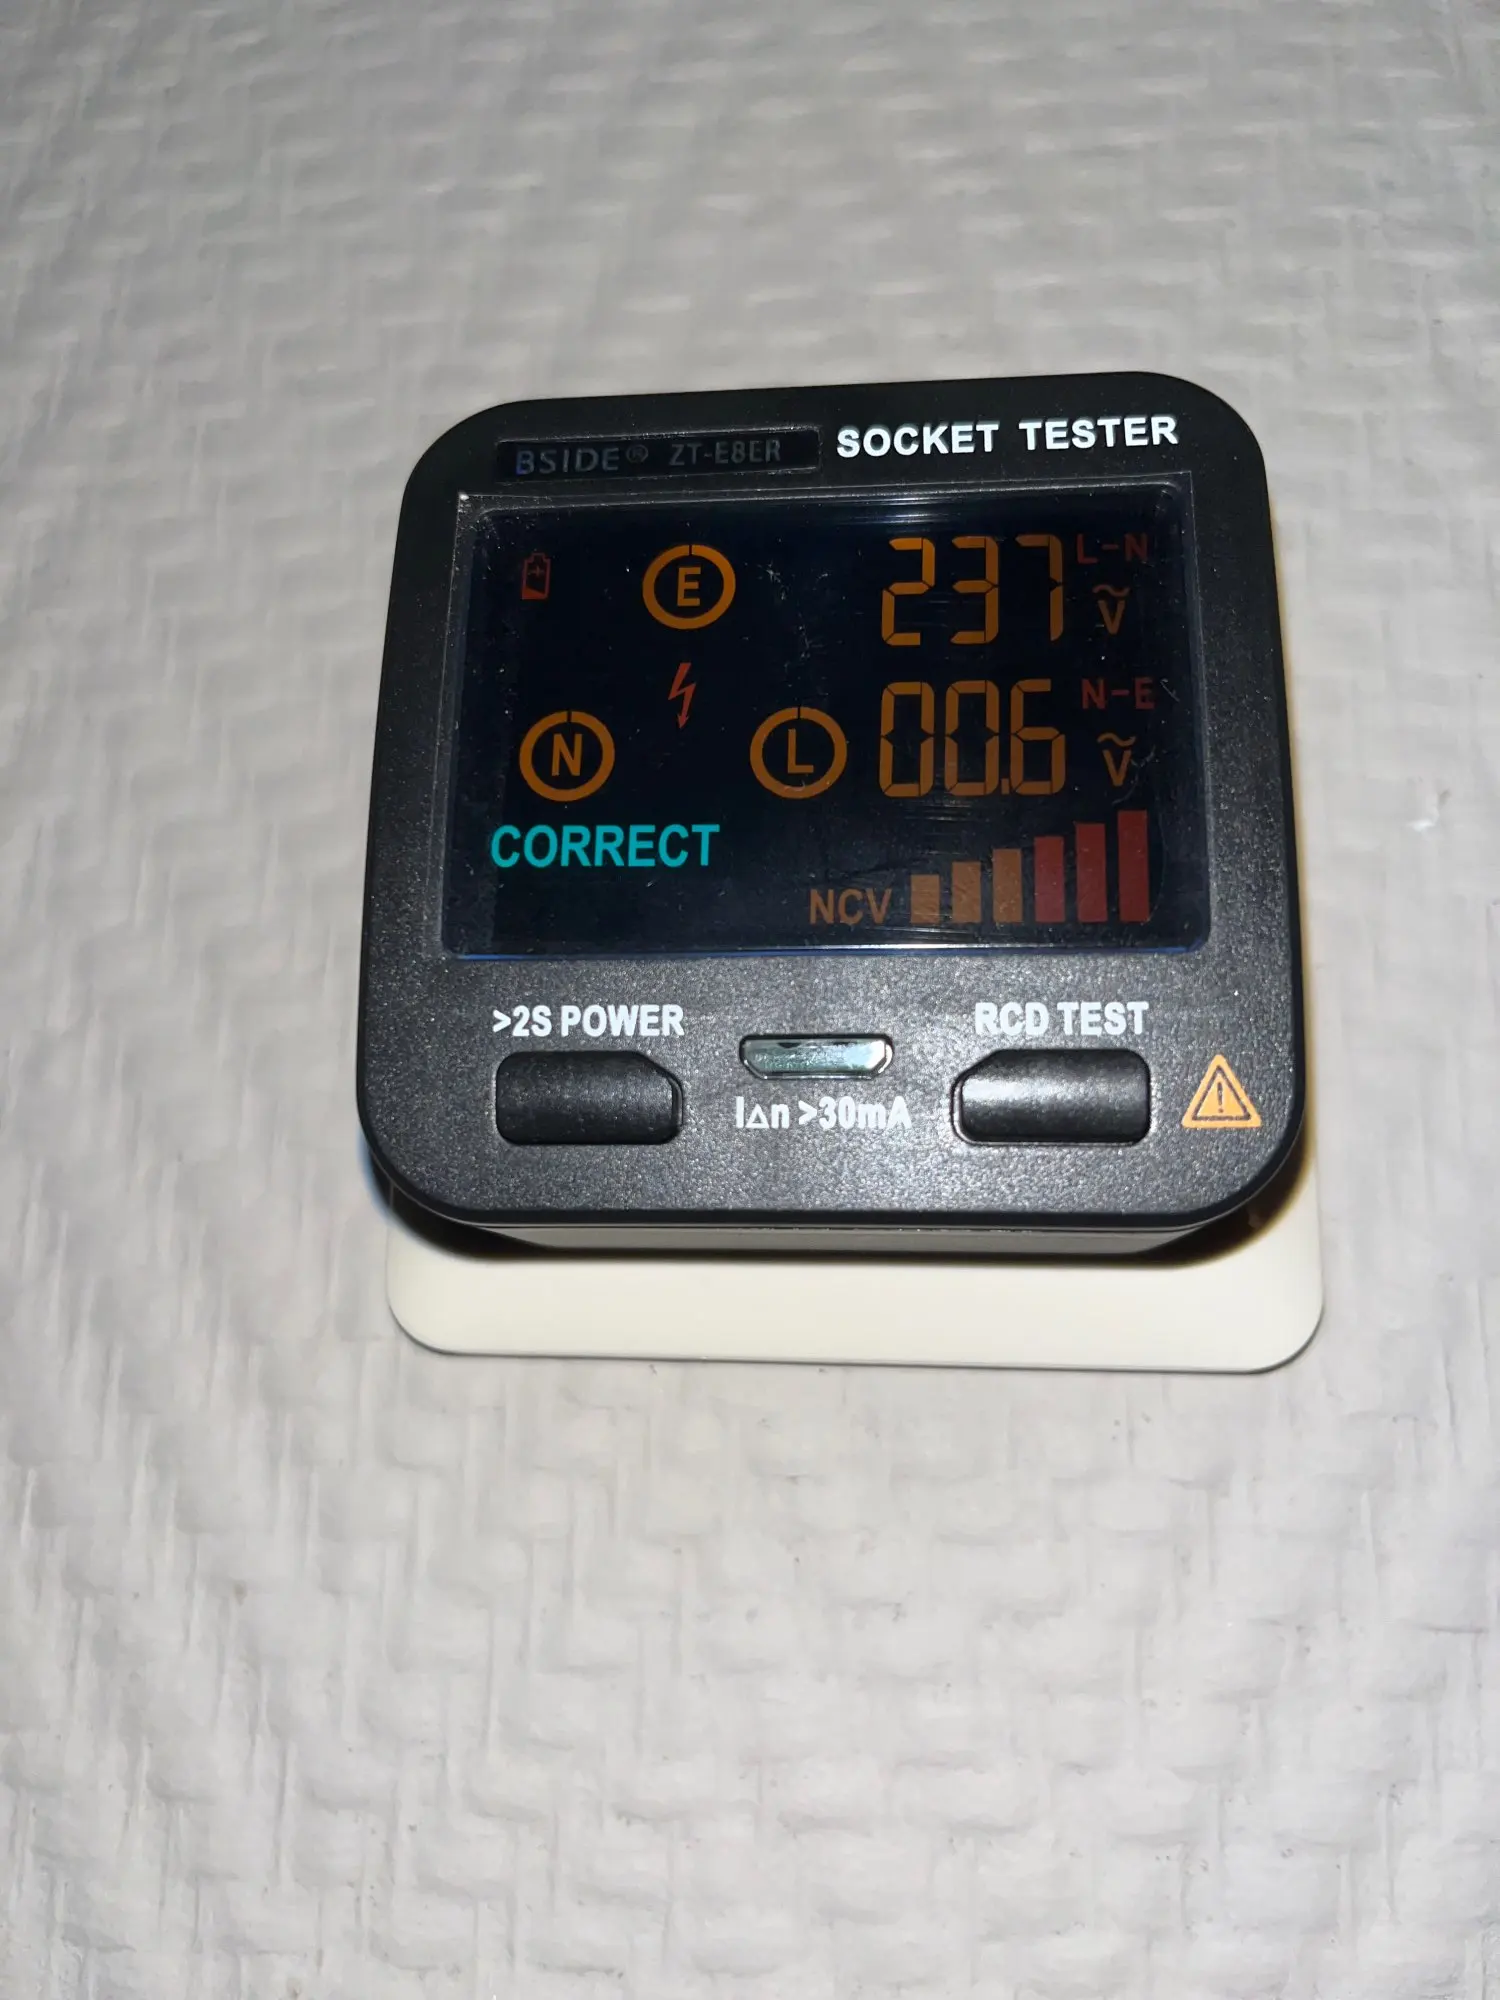 BSIDE® ZT-E8ER SOCKET TESTER
E 237 L-N
V
N L 00.6 N-E
V
CORRECT
NCV
>2S POWER RCD TEST
I△n >30mA